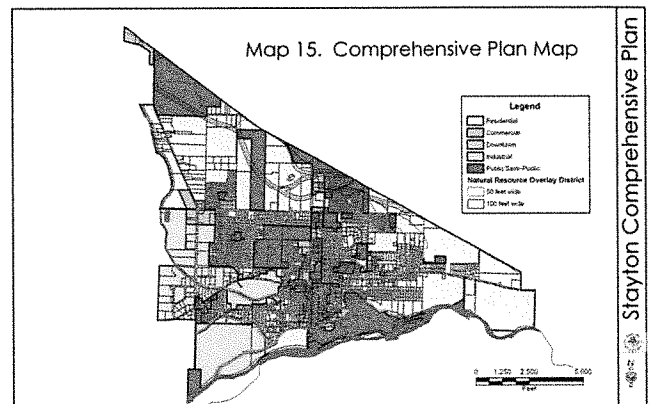 Map 15. Comprehensive Plan Map
Legend
Residential
Commercial
Downtown
Industrial
Public Semi-Public
Natural Resource Overlay District
50 feet wide
100 feet wide
0 1,250 2,500 5,000
Feet
Stayton Comprehensive Plan